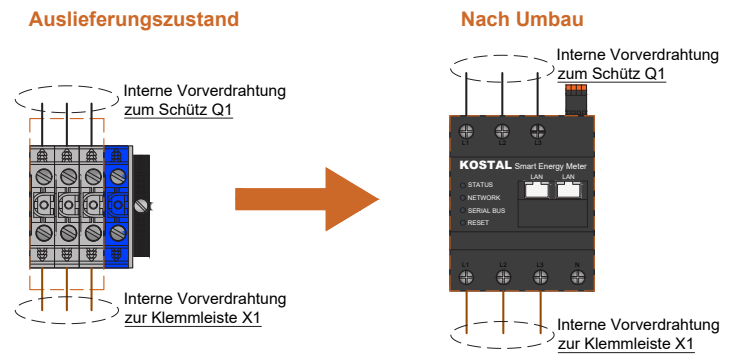 Auslieferungszustand
Nach Umbau
Interne Vorverdrahtung
zum Schütz Q1
Interne Vorverdrahtung
zum Schütz Q1
L1 L2 L3
KOSTAL Smart Energy Meter
LAN LAN
STATUS
NETWORK
SERIAL BUS
RESET
L1 L2 L3 N
Interne Vorverdrahtung
zur Klemmleiste X1
Interne Vorverdrahtung
zur Klemmleiste X1